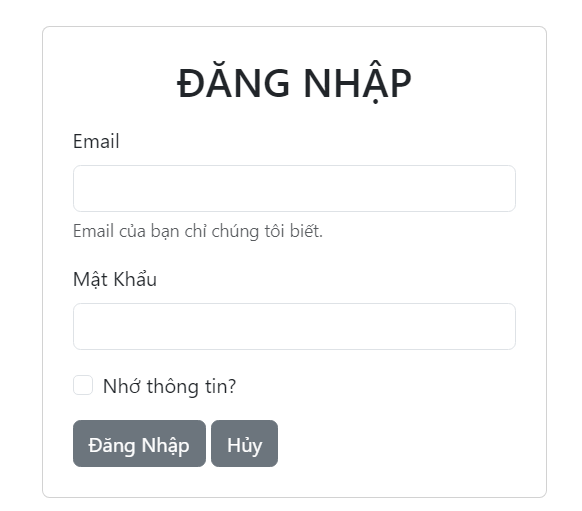 ĐĂNG NHẬP
Email
Email của bạn chỉ chúng tôi biết.
Mật Khẩu
Nhớ thông tin?
Đăng Nhập Hủy